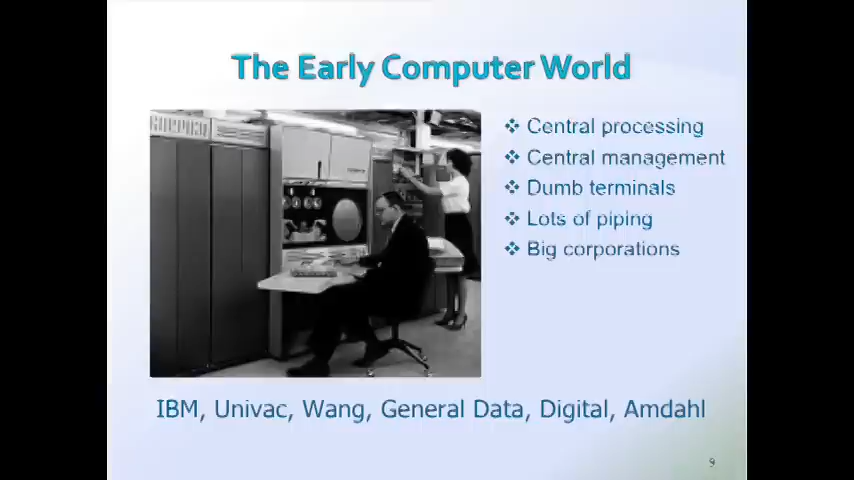 The Early Computer World
❖ Central processing
❖ Central management
❖ Dumb terminals
❖ Lots of piping
❖ Big corporations
IBM, Univac, Wang, General Data, Digital, Amdahl
9